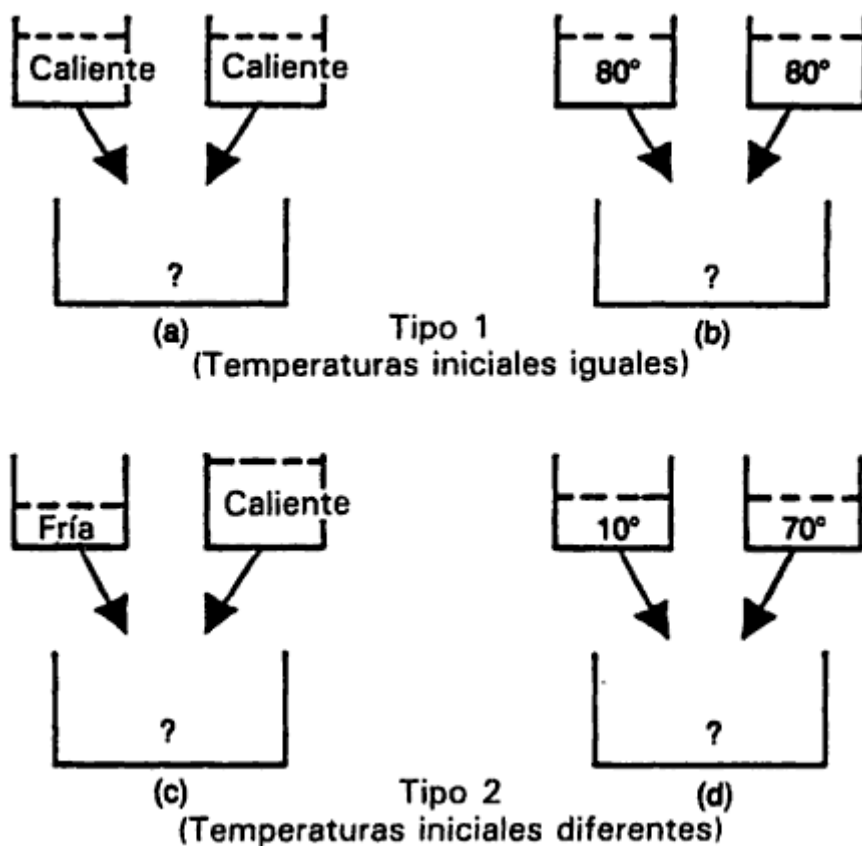 Caliente Caliente 80° 80°
? ?
(a) Tipo 1 (b)
(Temperaturas iniciales iguales)
Fría Caliente 10° 70°
? ?
(c) Tipo 2 (d)
(Temperaturas iniciales diferentes)